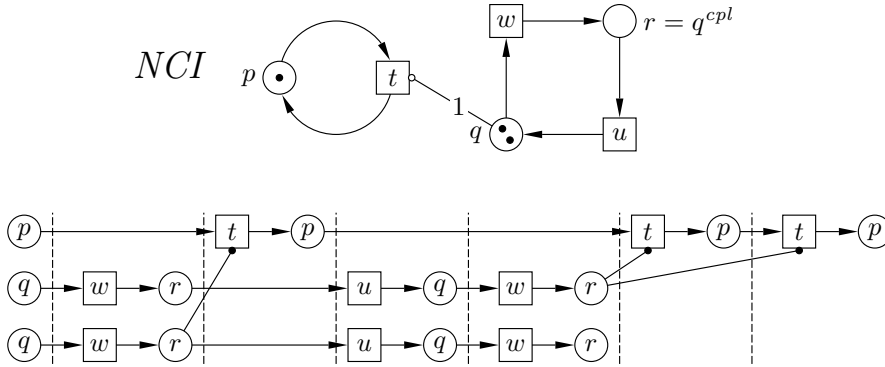 w r = q^{cpl}
NCI p t
1
q u
p t p t p t p
q w r u q w r
q w r u q w r